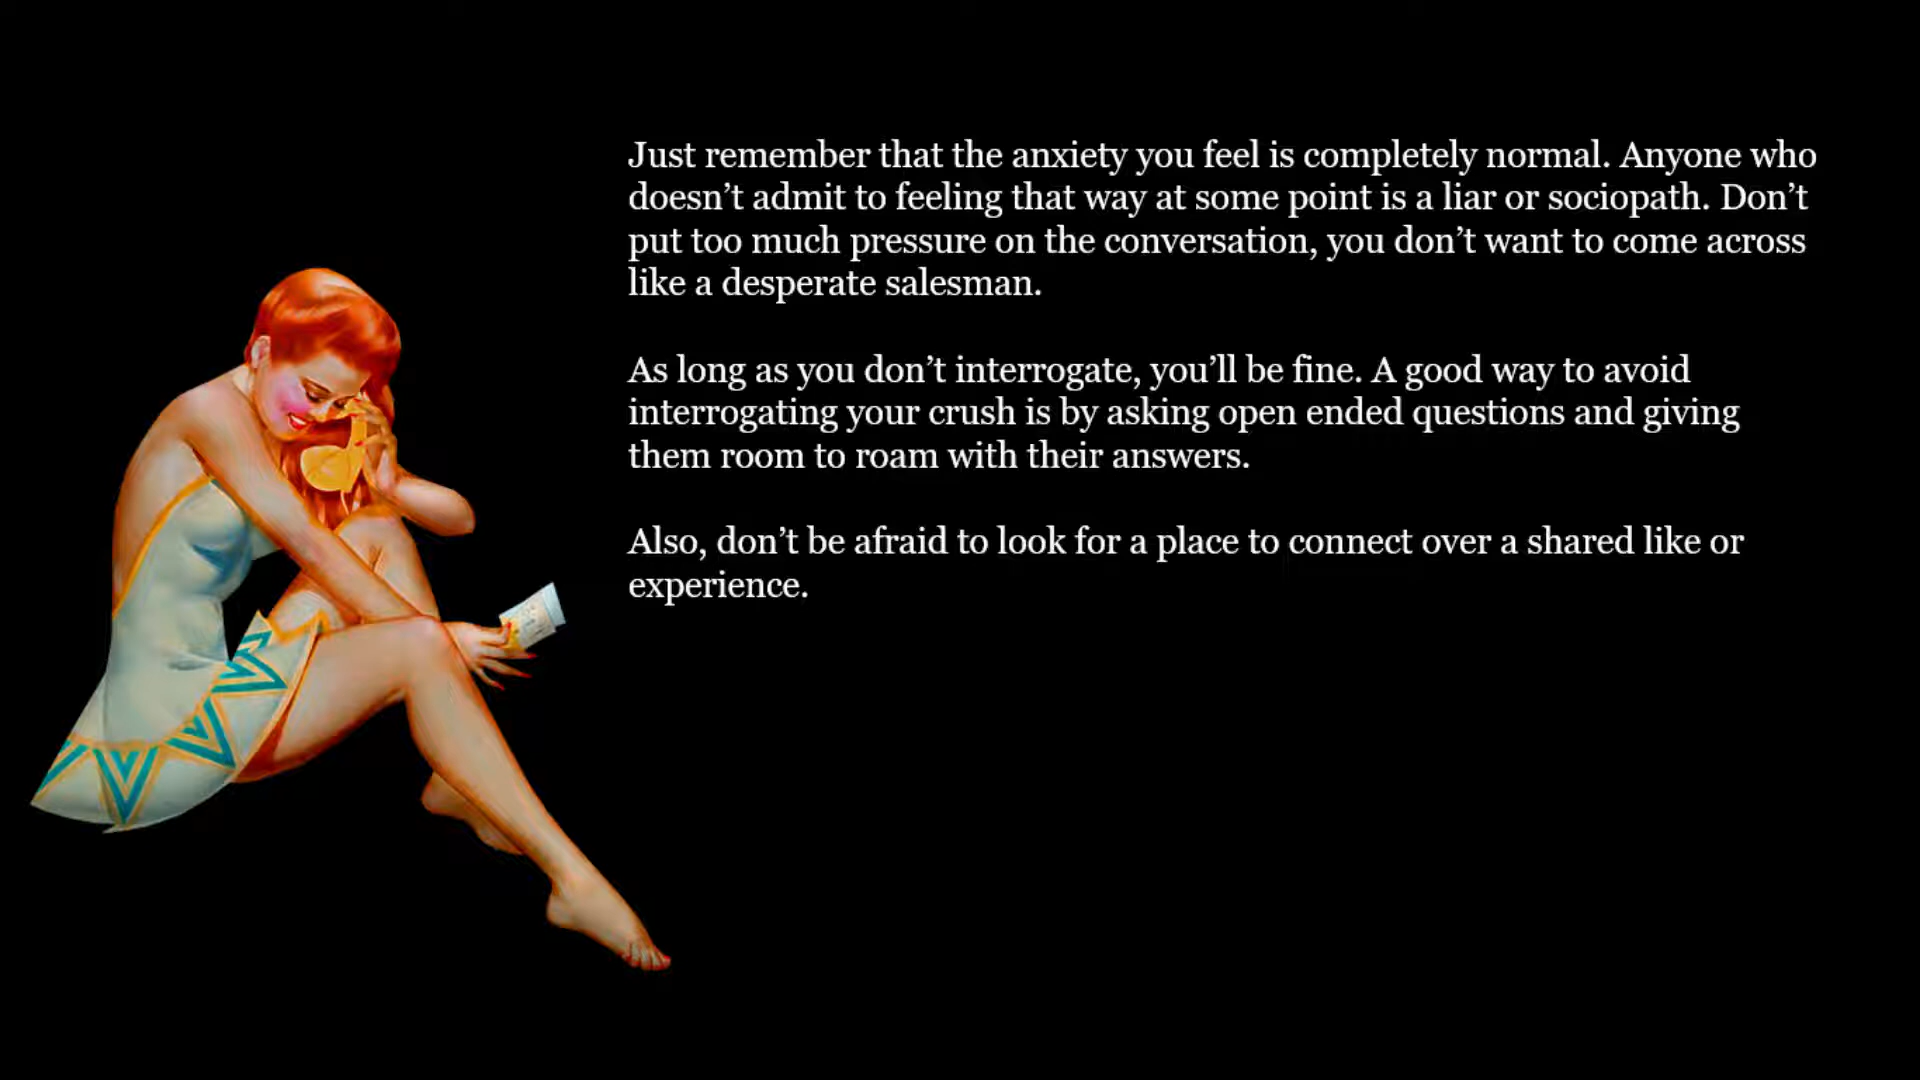 Just remember that the anxiety you feel is completely normal. Anyone who
doesn’t admit to feeling that way at some point is a liar or sociopath. Don’t
put too much pressure on the conversation, you don’t want to come across
like a desperate salesman.
As long as you don’t interrogate, you’ll be fine. A good way to avoid
interrogating your crush is by asking open ended questions and giving
them room to roam with their answers.
Also, don’t be afraid to look for a place to connect over a shared like or
experience.